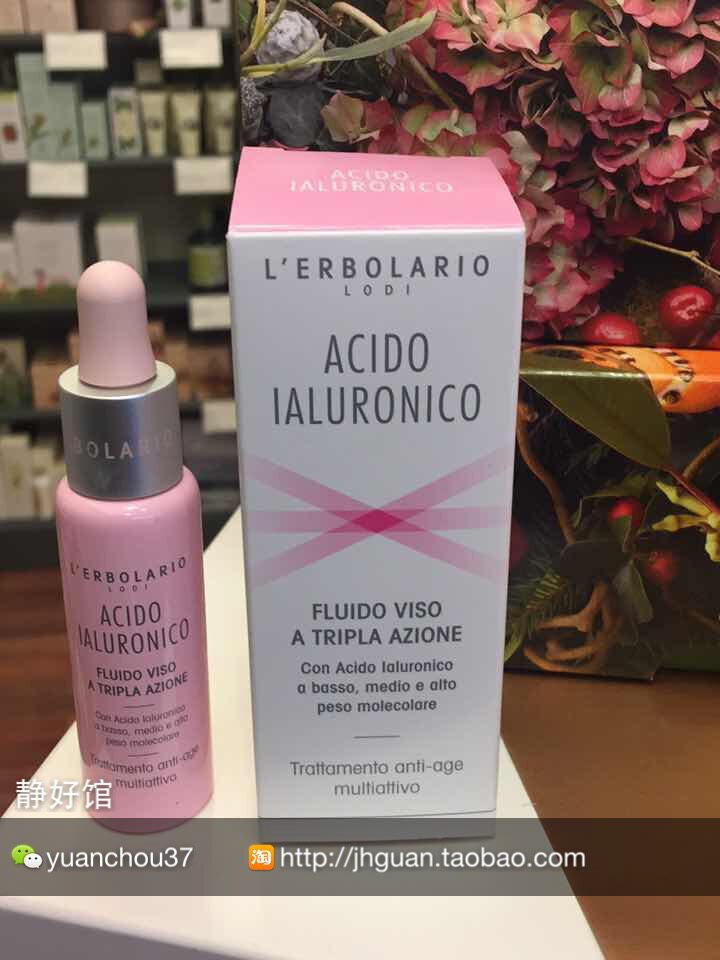 ACIDO
IALURONICO
L'ERBOLARIO
LODI
ACIDO
IALURONICO
FLUIDO VISO
A TRIPLA AZIONE
Con Acido Ialuronico
a basso, medio e alto
peso molecolare
Trattamento anti-age
multiattivo
BOLARIO
L'ERBOLARIO
LODI
ACIDO
IALURONICO
FLUIDO VISO
A TRIPLA AZIONE
Con Acido Ialuronico
a basso, medio e alto
peso molecolare
Trattamento anti-age
multiattivo
静好馆
yuanchou37
淘 http://jhguan.taobao.com